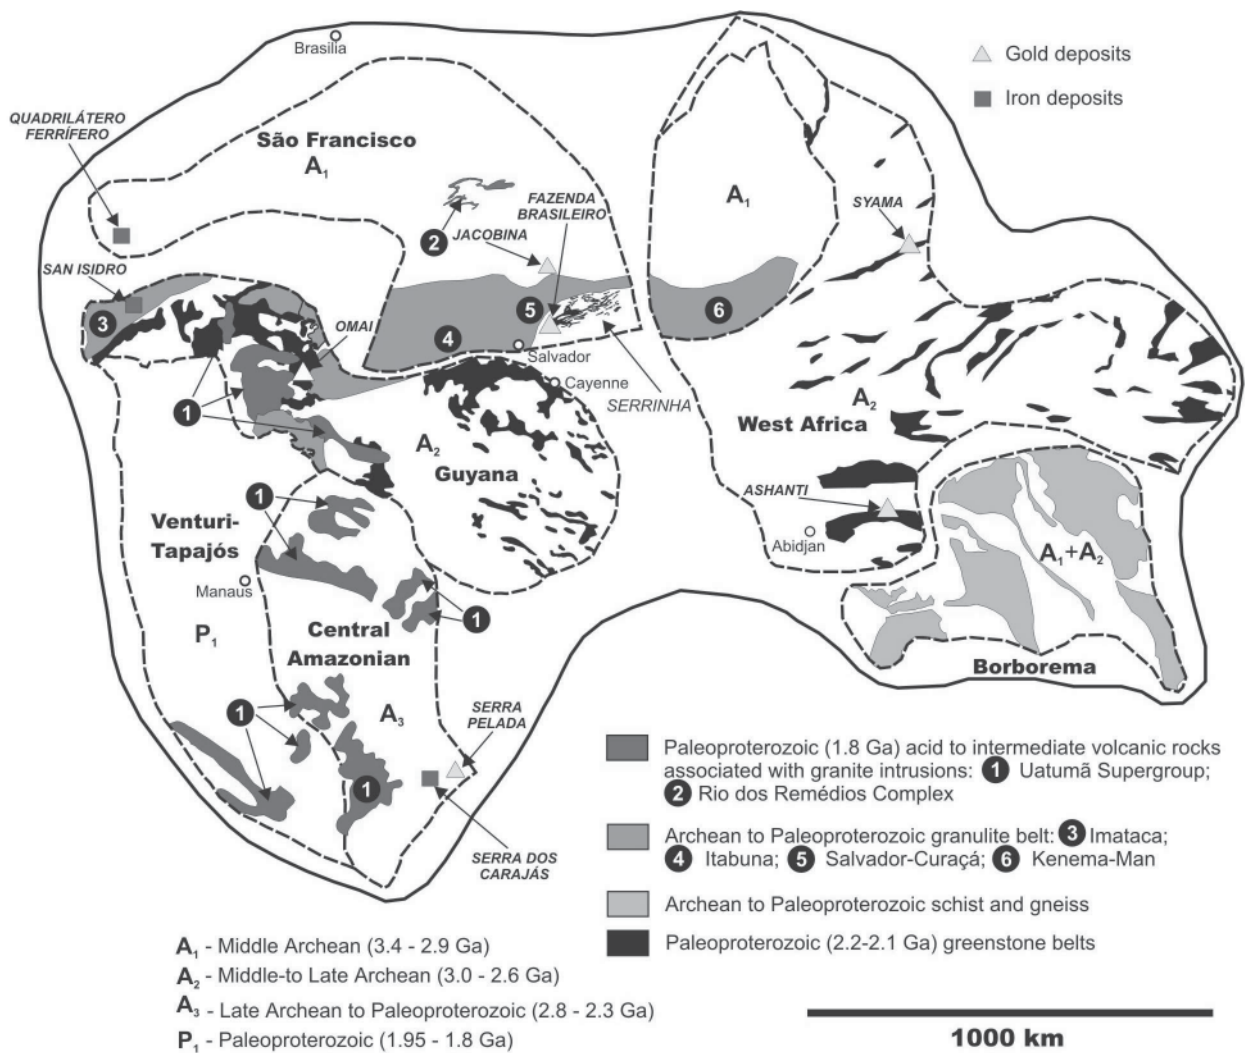 Brasilia
Gold deposits
Iron deposits
QUADRILÁTERO
FERRÍFERO
São Francisco
A1
A1
FAZENDA
BRASILEIRO
SYAMA
2
JACOBINA
SAN ISIDRO
3
OMAI
5
6
4
Salvador
Cayenne
SERRINHA
1
A2
West Africa
A2
Guyana
1
ASHANTI
Venturi-
Tapajós
Abidjan
A1+A2
Manaus
1
P1
Central
Amazonian
Borborema
1
A3
SERRA
PELADA
1
SERRA DOS
CARAJÁS
Paleoproterozoic (1.8 Ga) acid to intermediate volcanic rocks
associated with granite intrusions: 1 Uatumã Supergroup;
2 Rio dos Remédios Complex
Archean to Paleoproterozoic granulite belt: 3 Imataca;
4 Itabuna; 5 Salvador-Curaçá; 6 Kenema-Man
Archean to Paleoproterozoic schist and gneiss
Paleoproterozoic (2.2-2.1 Ga) greenstone belts
A1 - Middle Archean (3.4 - 2.9 Ga)
A2 - Middle-to Late Archean (3.0 - 2.6 Ga)
A3 - Late Archean to Paleoproterozoic (2.8 - 2.3 Ga)
P1 - Paleoproterozoic (1.95 - 1.8 Ga)
1000 km